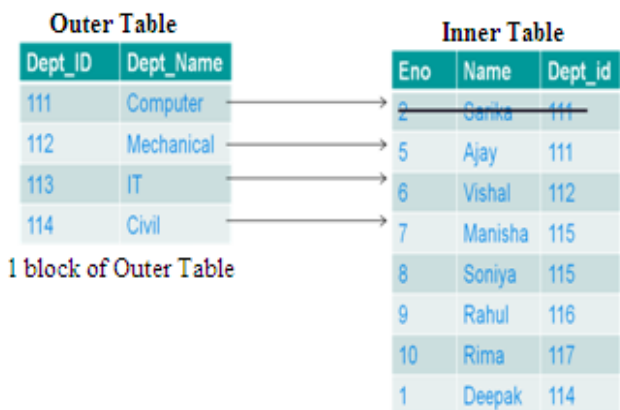 Outer Table
Dept_ID Dept_Name
111 Computer
112 Mechanical
113 IT
114 Civil
1 block of Outer Table
Inner Table
Eno Name Dept_id
2 Sarika 111
5 Ajay 111
6 Vishal 112
7 Manisha 115
8 Soniya 115
9 Rahul 116
10 Rima 117
1 Deepak 114